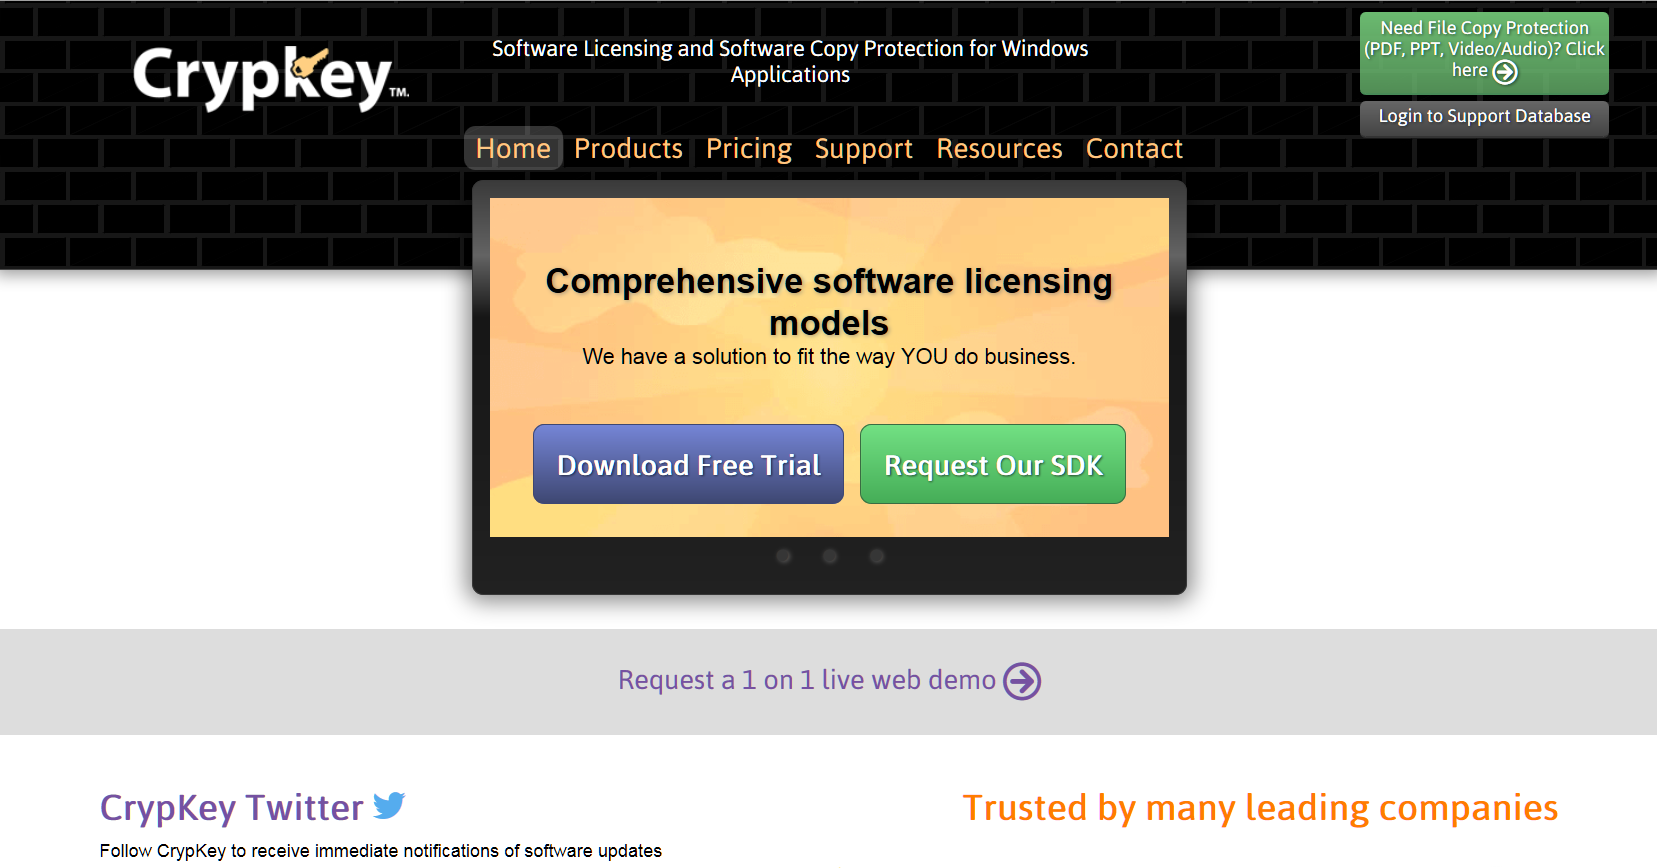 CrypKey™
Software Licensing and Software Copy Protection for Windows
Applications
Need File Copy Protection
(PDF, PPT, Video/Audio)? Click
here
Login to Support Database
Home Products Pricing Support Resources Contact
Comprehensive software licensing
models
We have a solution to fit the way YOU do business.
Download Free Trial Request Our SDK
Request a 1 on 1 live web demo
CrypKey Twitter
Follow CrypKey to receive immediate notifications of software updates
Trusted by many leading companies